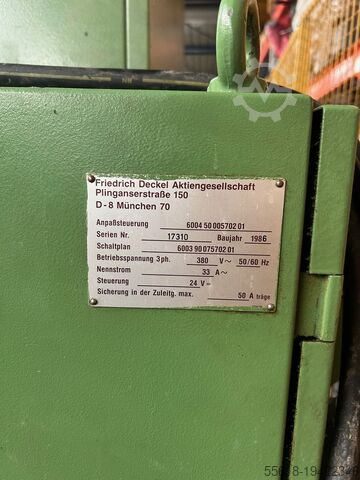 Friedrich Deckel Aktiengesellschaft
Plinganserstraße 150
D-8 München 70
Anpaßsteuerung 6004 50 005702 01
Serien Nr. 17310 Baujahr 1986
Schaltplan 6003 90 075702 01
Betriebsspannung 3 ph. 380 V~ 50/60 Hz
Nennstrom 33 A~
Steuerung 24 V-
Sicherung in der Zuleitg. max. 50 A träge